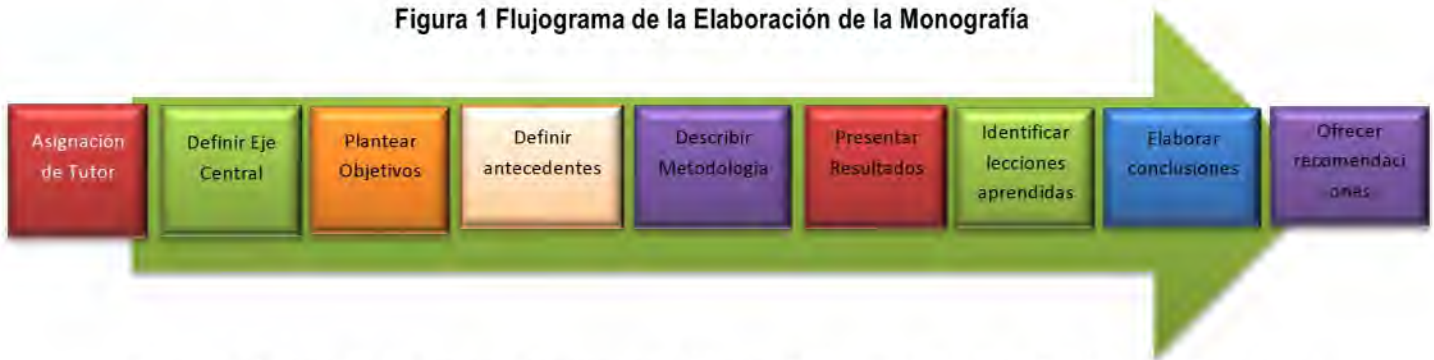 Figura 1 Flujograma de la Elaboración de la Monografía
Asignación
de Tutor
Definir Eje
Central
Plantear
Objetivos
Definir
antecedentes
Describir
Metodología
Presentar
Resultados
Identificar
lecciones
aprendidas
Elaborar
conclusiones
Ofrecer
recomendaci
ones